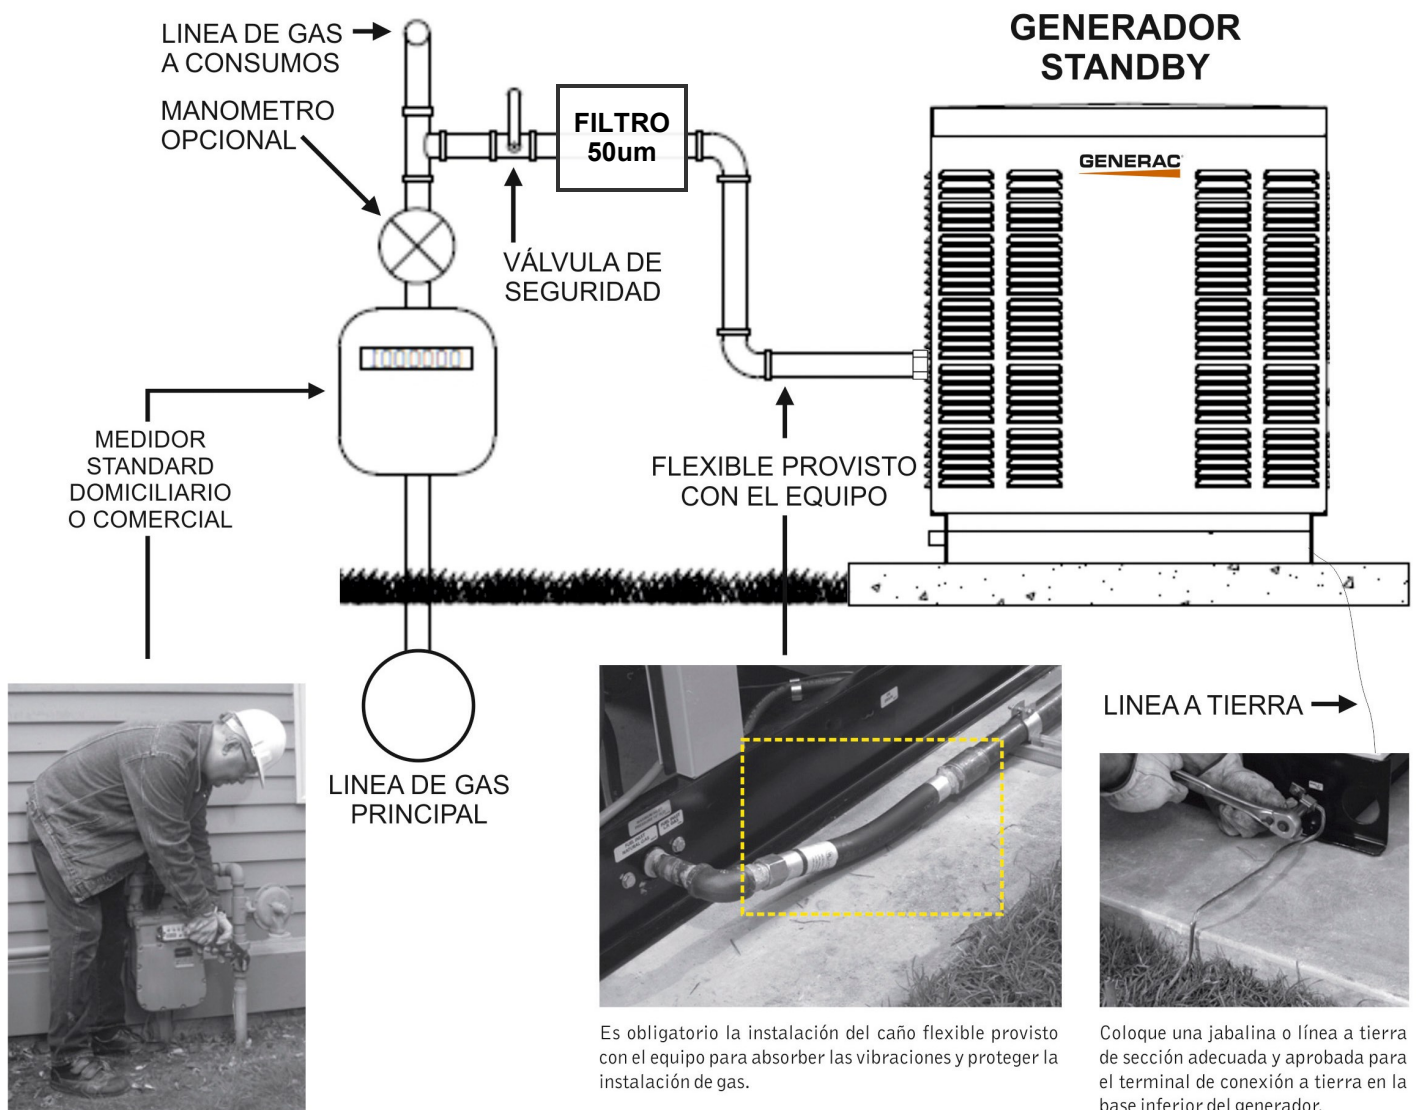 LINEA DE GAS
A CONSUMOS
MANOMETRO
OPCIONAL
FILTRO
50um
VÁLVULA DE
SEGURIDAD
GENERADOR
STANDBY
GENERAC
MEDIDOR
STANDARD
DOMICILIARIO
O COMERCIAL
FLEXIBLE PROVISTO
CON EL EQUIPO
LINEA DE GAS
PRINCIPAL
LINEA A TIERRA
Es obligatorio la instalación del caño flexible provisto
con el equipo para absorber las vibraciones y proteger la
instalación de gas.
Coloque una jabalina o línea a tierra
de sección adecuada y aprobada para
el terminal de conexión a tierra en la
base inferior del generador.